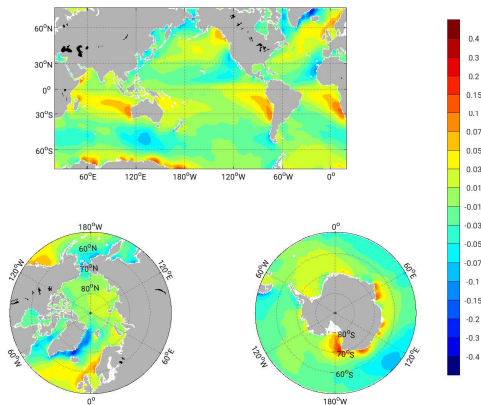 60°N
30°N
0°
30°S
60°S
60°E
120°E
180°W
120°W
60°W
0°
0.4
0.3
0.2
0.15
0.1
0.07
0.05
0.03
0.01
-0.01
-0.03
-0.05
-0.07
-0.1
-0.15
-0.2
-0.3
-0.4
180°W
120°W
60°N
70°N
80°N
120°E
60°W
60°E
0°
0°
60°W
60°E
80°S
70°S
60°S
120°W
120°E
180°W